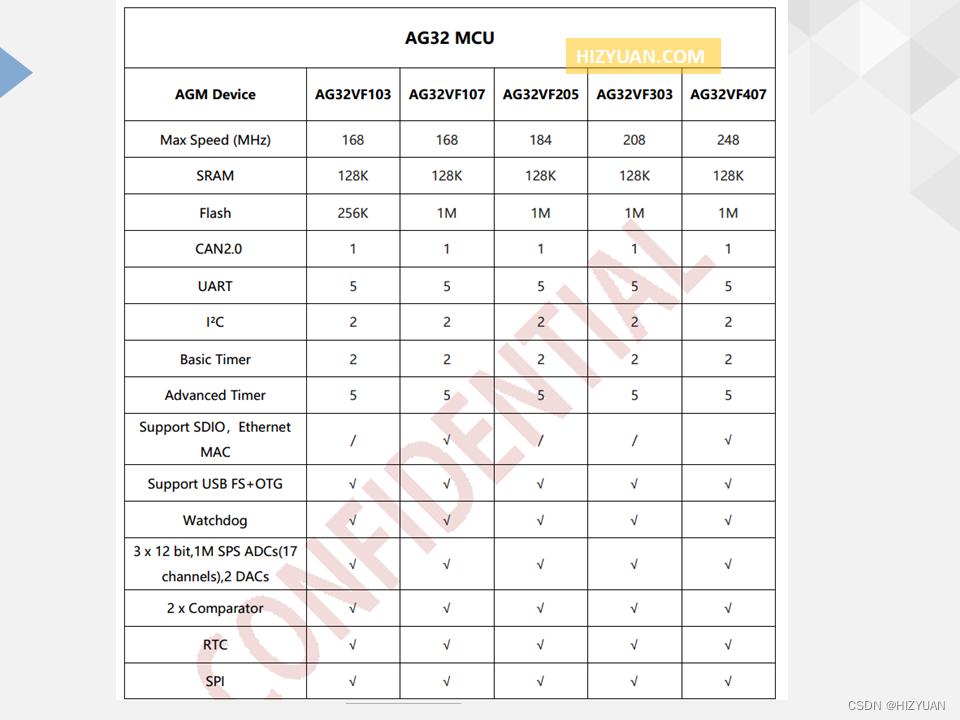 AG32 MCU
HIZYUAN.COM
AGM Device AG32VF103 AG32VF107 AG32VF205 AG32VF303 AG32VF407
Max Speed (MHz) 168 168 184 208 248
SRAM 128K 128K 128K 128K 128K
Flash 256K 1M 1M 1M 1M
CAN2.0 1 1 1 1 1
UART 5 5 5 5 5
I²C 2 2 2 2 2
Basic Timer 2 2 2 2 2
Advanced Timer 5 5 5 5 5
Support SDIO，Ethernet
MAC / √ / / √
Support USB FS+OTG √ √ √ √ √
Watchdog √ √ √ √ √
3 x 12 bit,1M SPS ADCs(17
channels),2 DACs √ √ √ √ √
2 x Comparator √ √ √ √ √
RTC √ √ √ √ √
SPI √ √ √ √ √
CONFIDENTIAL
CSDN @HIZYUAN